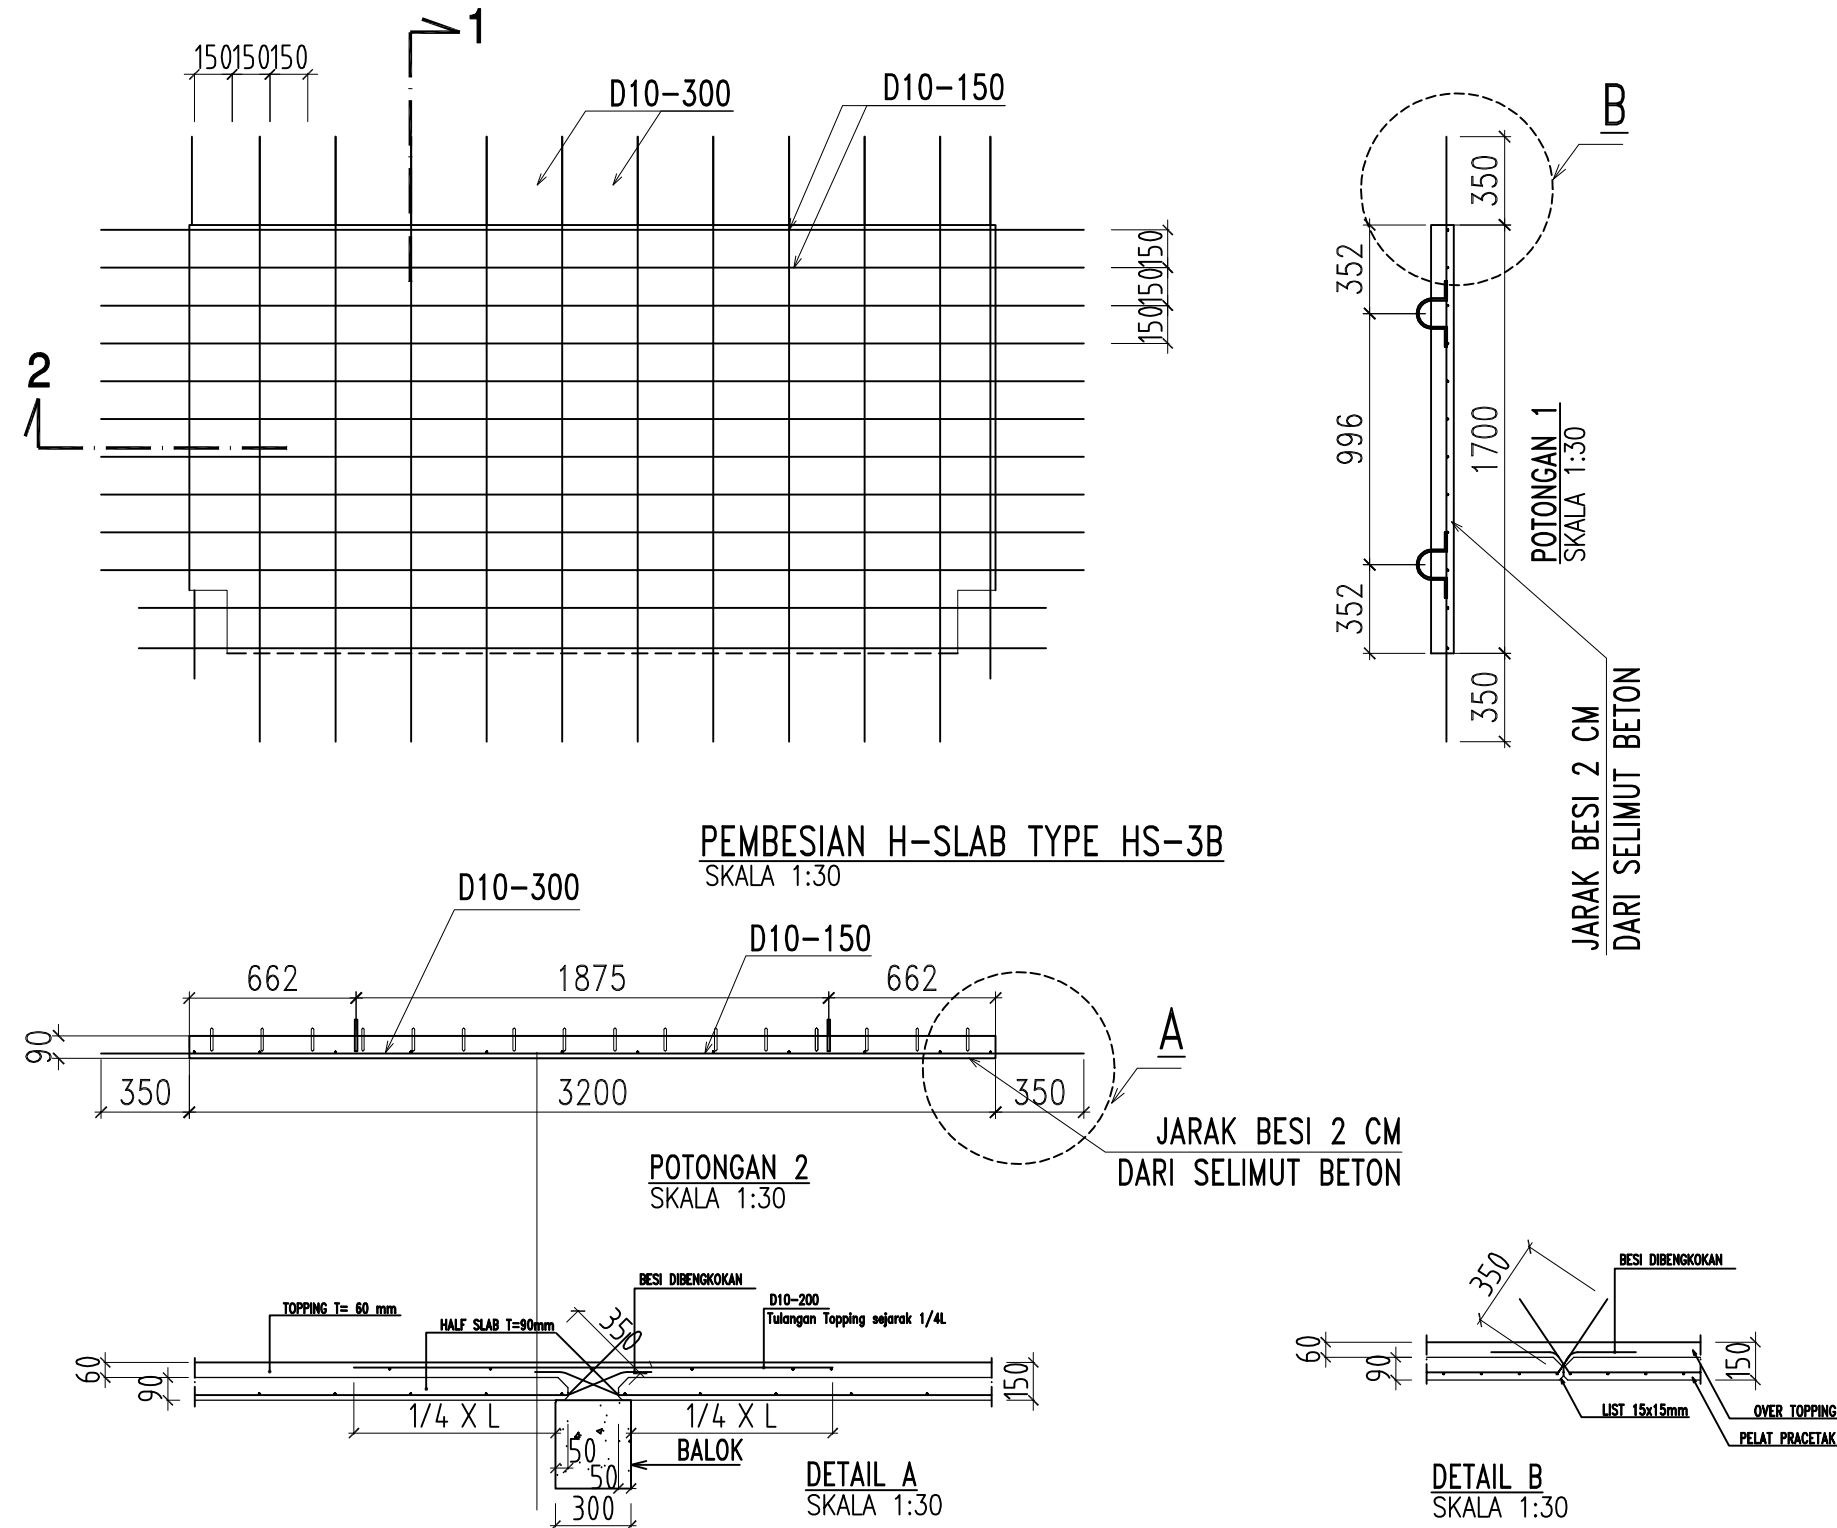 1
150
150
150
D10-300
D10-150
B
350
352
150
150
150
2
996
1700
POTONGAN 1
SKALA 1:30
352
350
JARAK BESI 2 CM
DARI SELIMUT BETON
PEMBESIAN H-SLAB TYPE HS-3B
SKALA 1:30
D10-300
D10-150
662
1875
662
90
A
350
3200
350
JARAK BESI 2 CM
DARI SELIMUT BETON
POTONGAN 2
SKALA 1:30
BESI DIBENGKOKAN
TOPPING T= 60 mm
D10-200
Tulangan Topping sejarak 1/4L
HALF SLAB T=90mm
350
60
90
150
1/4 X L
1/4 X L
50
50
BALOK
300
DETAIL A
SKALA 1:30
350
BESI DIBENGKOKAN
60
90
150
LIST 15x15mm
OVER TOPPING
PELAT PRACETAK
DETAIL B
SKALA 1:30